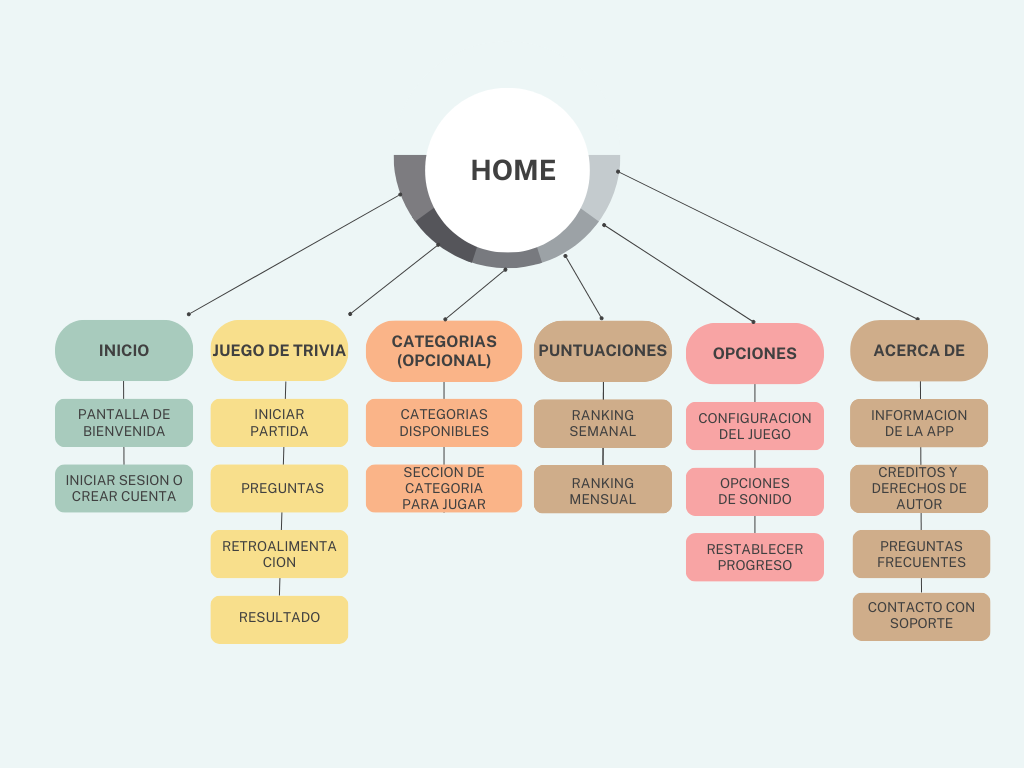 HOME
INICIO
PANTALLA DE
BIENVENIDA
INICIAR SESION O
CREAR CUENTA
JUEGO DE TRIVIA
INICIAR
PARTIDA
PREGUNTAS
RETROALIMENTA
CION
RESULTADO
CATEGORIAS
(OPCIONAL)
CATEGORIAS
DISPONIBLES
SECCION DE
CATEGORIA
PARA JUGAR
PUNTUACIONES
RANKING
SEMANAL
RANKING
MENSUAL
OPCIONES
CONFIGURACION
DEL JUEGO
OPCIONES
DE SONIDO
RESTABLECER
PROGRESO
ACERCA DE
INFORMACION
DE LA APP
CREDITOS Y
DERECHOS DE
AUTOR
PREGUNTAS
FRECUENTES
CONTACTO CON
SOPORTE